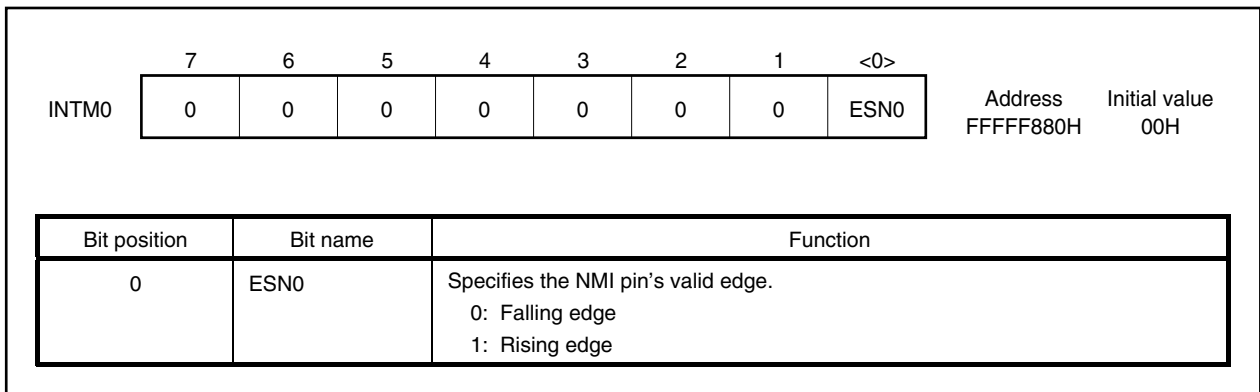 7 6 5 4 3 2 1 <0>
INTM0 0 0 0 0 0 0 0 ESN0 Address Initial value
FFFFF880H 00H
Bit position Bit name Function
0 ESN0 Specifies the NMI pin's valid edge.
0: Falling edge
1: Rising edge